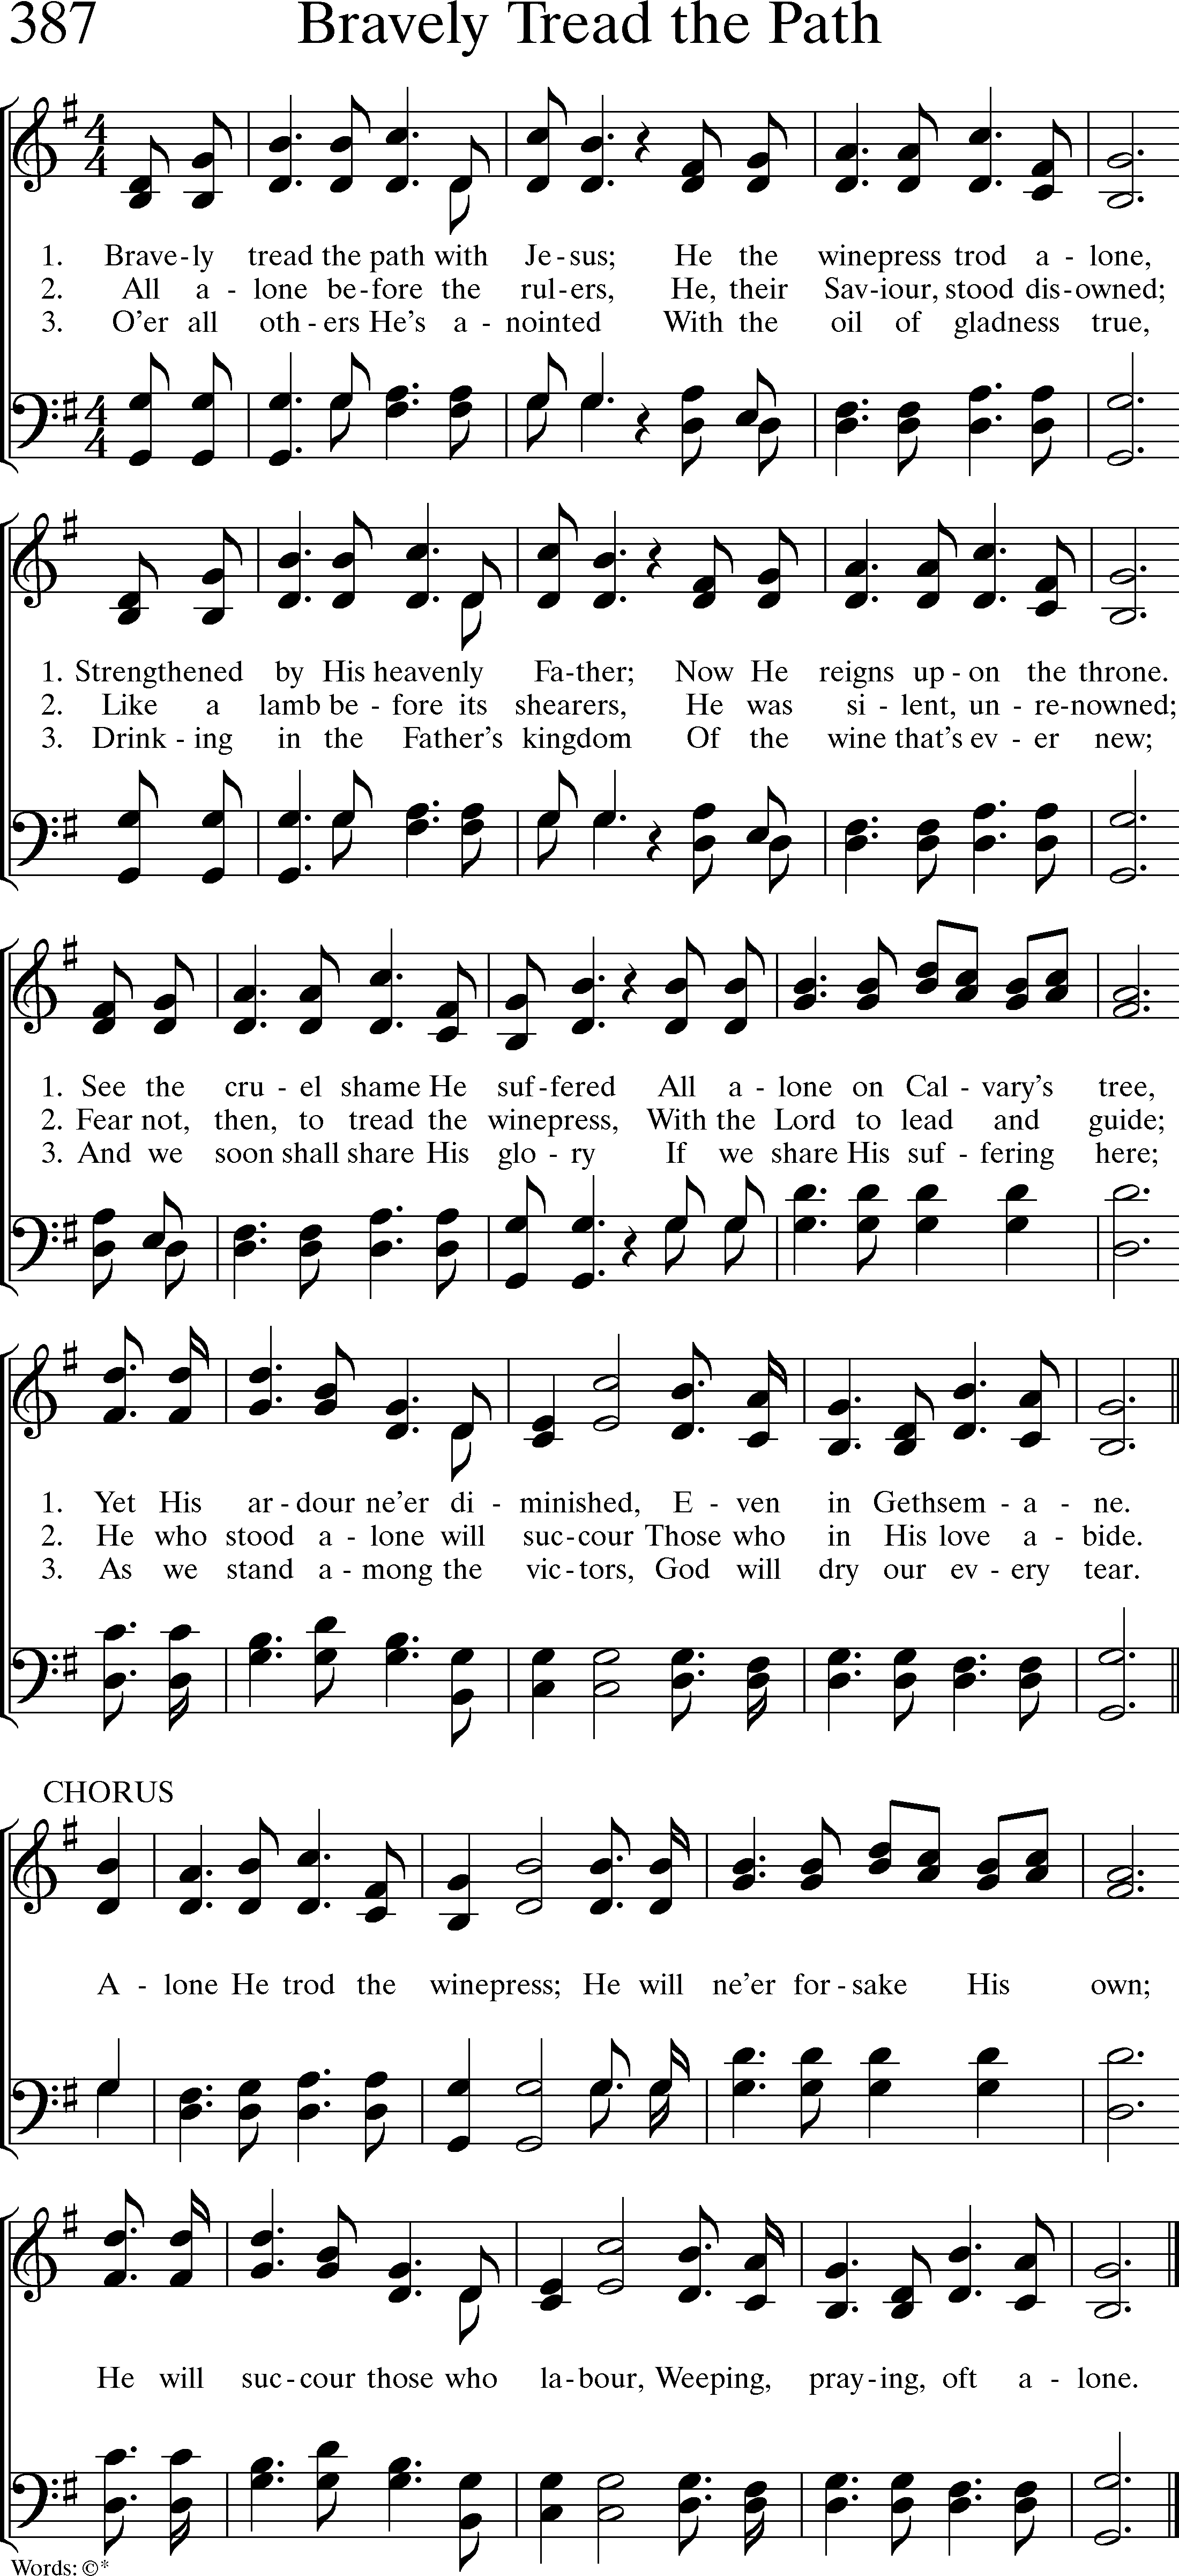 387 Bravely Tread the Path
1. Brave-ly tread the path with Je-sus; He the winepress trod a-lone,
2. All a-lone be-fore the rul-ers, He, their Sav-iour, stood dis-owned;
3. O'er all oth-ers He's a-nointed With the oil of gladness true,
1. Strengthened by His heavenly Fa-ther; Now He reigns up-on the throne.
2. Like a lamb be-fore its shearers, He was si-lent, un-re-nowned;
3. Drink-ing in the Father's kingdom Of the wine that's ev-er new;
1. See the cru-el shame He suf-fered All a-lone on Cal-vary's tree,
2. Fear not, then, to tread the winepress, With the Lord to lead and guide;
3. And we soon shall share His glo-ry If we share His suf-fering here;
1. Yet His ar-dour ne'er di-minished, E-ven in Gethsem-a-ne.
2. He who stood a-lone will suc-cour Those who in His love a-bide.
3. As we stand a-mong the vic-tors, God will dry our ev-ery tear.
CHORUS
A-lone He trod the winepress; He will ne'er for-sake His own;
He will suc-cour those who la-bour, Weeping, pray-ing, oft a-lone.
Words: ©*